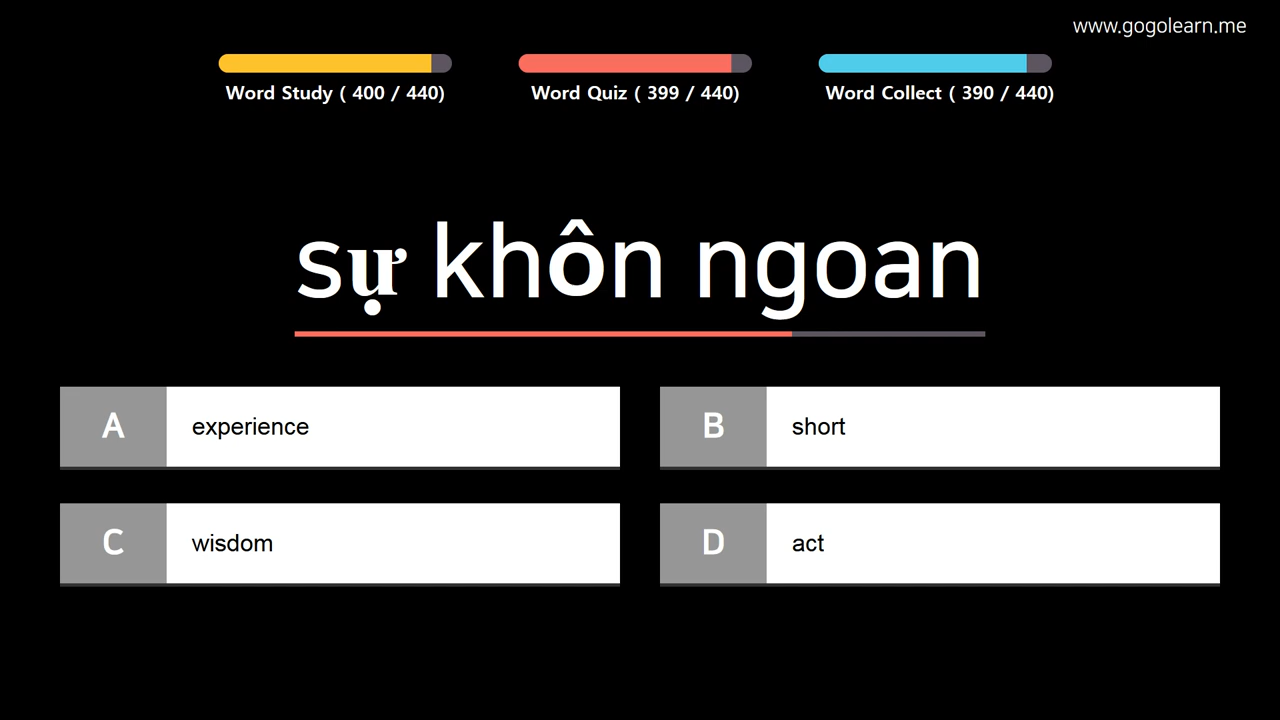 www.gogolearn.me
Word Study ( 400 / 440)
Word Quiz ( 399 / 440)
Word Collect ( 390 / 440)
sự khôn ngoan
A experience
B short
C wisdom
D act